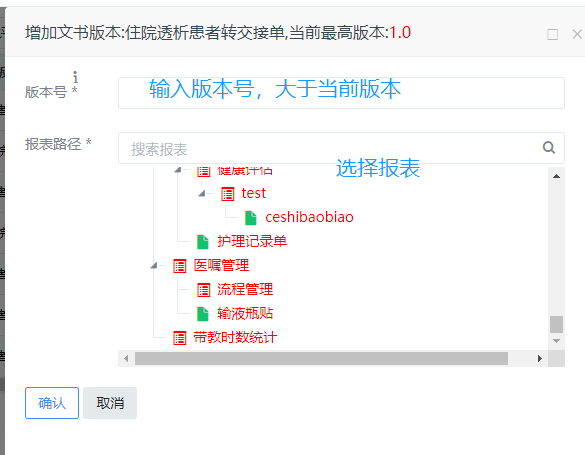 增加文书版本:住院透析患者转交接单,当前最高版本:1.0
版本号 *
输入版本号，大于当前版本
报表路径 *
搜索报表
选择报表
健康评估
test
ceshibaobiao
护理记录单
医嘱管理
流程管理
输液瓶贴
带教时数统计
确认
取消